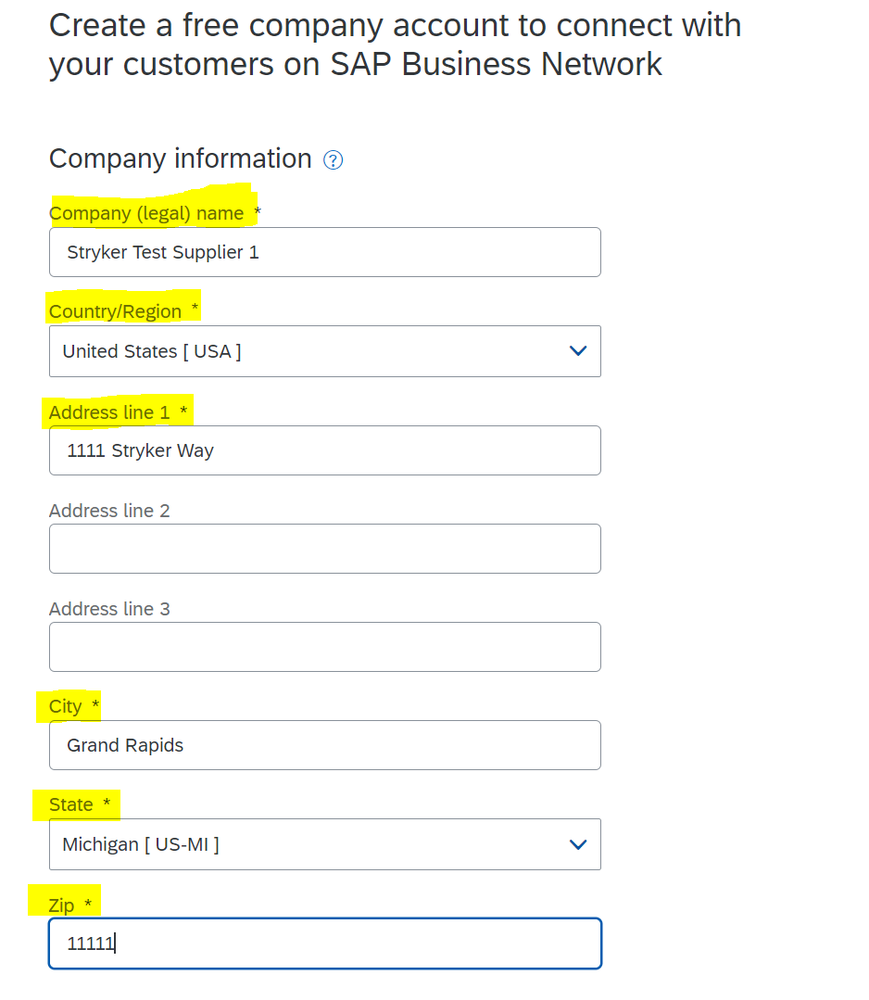 Create a free company account to connect with
your customers on SAP Business Network
Company information ?
Company (legal) name *
Stryker Test Supplier 1
Country/Region *
United States [ USA ]
Address line 1 *
1111 Stryker Way
Address line 2
Address line 3
City *
Grand Rapids
State *
Michigan [ US-MI ]
Zip *
11111